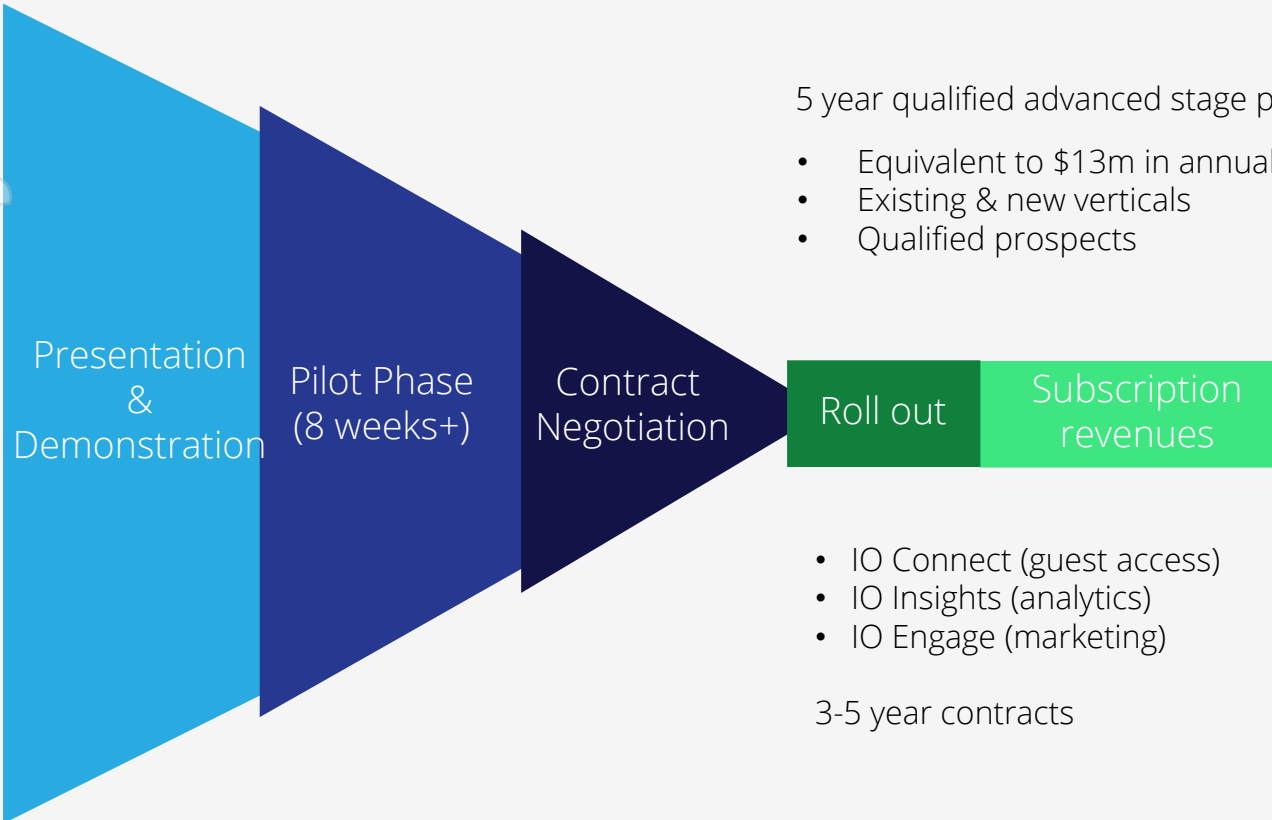 5 year qualified advanced stage
• Equivalent to $13m in annual
• Existing & new verticals
• Qualified prospects
Presentation
&
Demonstration
Pilot Phase
(8 weeks+)
Contract
Negotiation
Roll out
Subscription
revenues
• IO Connect (guest access)
• IO Insights (analytics)
• IO Engage (marketing)
3-5 year contracts